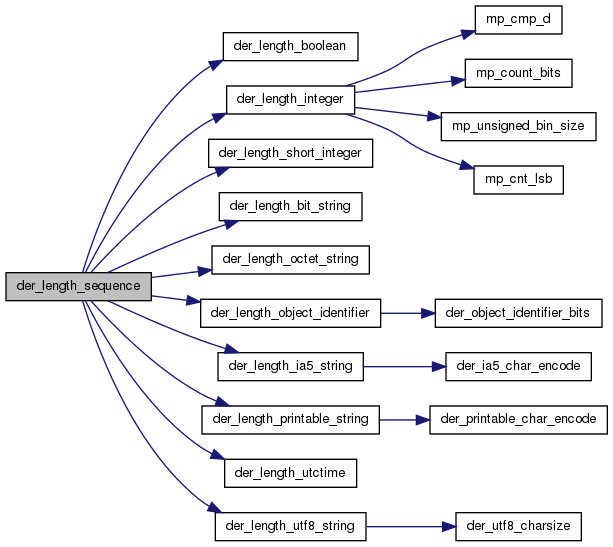 mp_cmp_d
der_length_boolean
mp_count_bits
der_length_integer
mp_unsigned_bin_size
der_length_short_integer
mp_cnt_lsb
der_length_bit_string
der_length_octet_string
der_length_sequence
der_length_object_identifier
der_object_identifier_bits
der_length_ia5_string
der_ia5_char_encode
der_length_printable_string
der_printable_char_encode
der_length_utctime
der_length_utf8_string
der_utf8_charsize